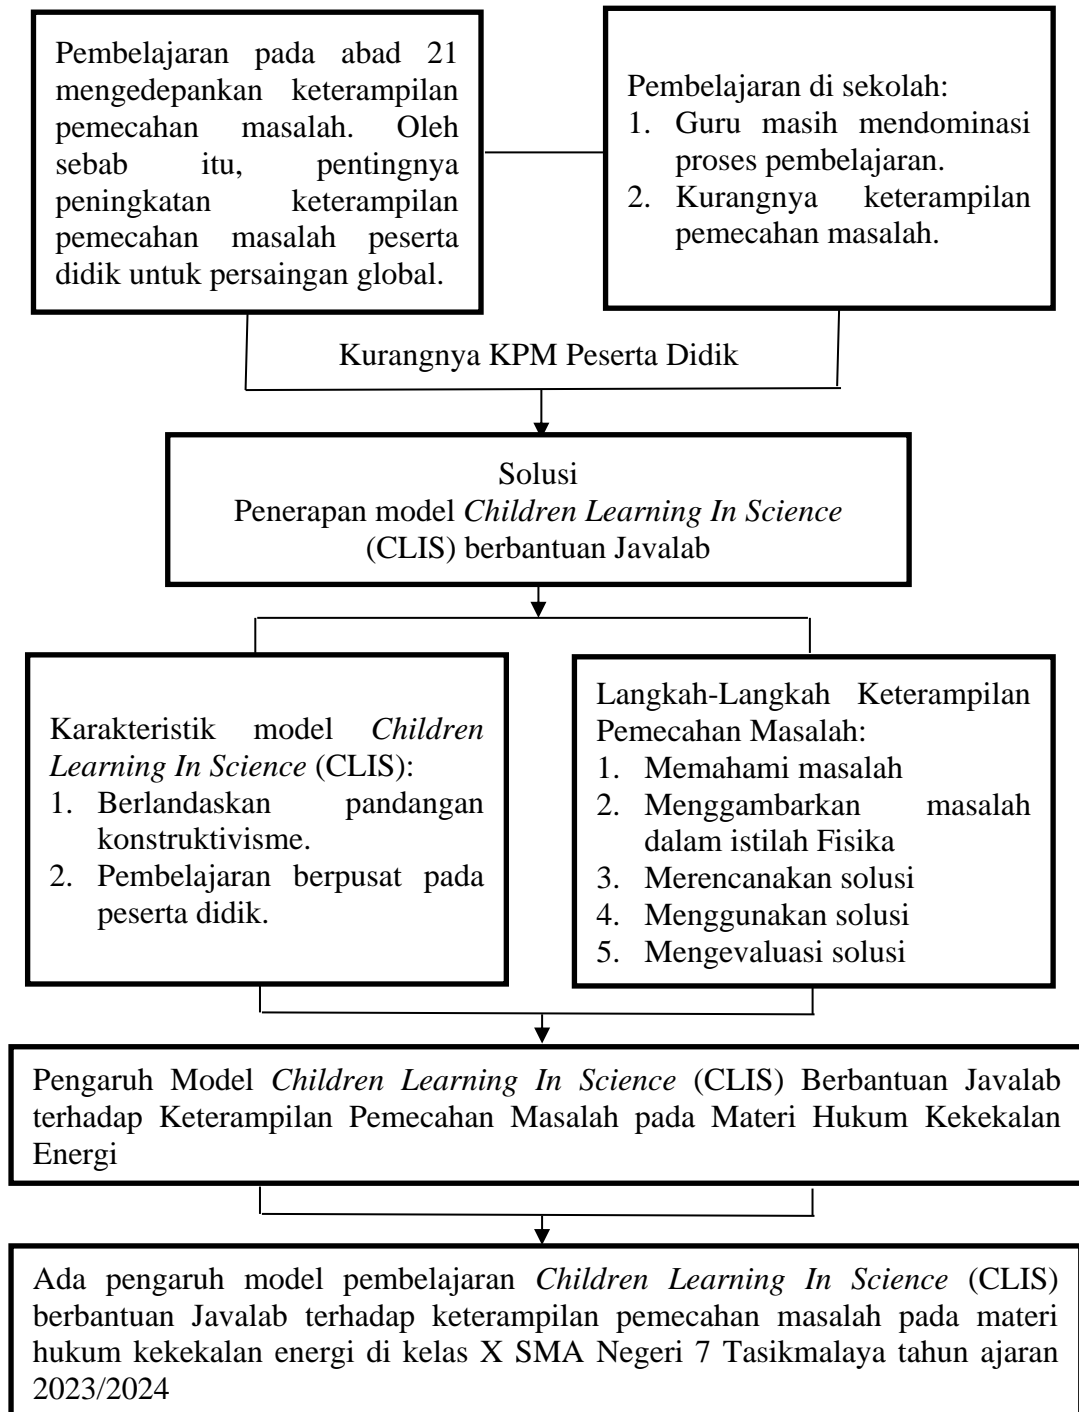 Pembelajaran pada abad 21
mengedepankan keterampilan
pemecahan masalah. Oleh
sebab itu, pentingnya
peningkatan keterampilan
pemecahan masalah peserta
didik untuk persaingan global.
Pembelajaran di sekolah:
1. Guru masih mendominasi
proses pembelajaran.
2. Kurangnya keterampilan
pemecahan masalah.
Kurangnya KPM Peserta Didik
Solusi
Penerapan model Children Learning In Science
(CLIS) berbantuan Javalab
Karakteristik model Children
Learning In Science (CLIS):
1. Berlandaskan pandangan
konstruktivisme.
2. Pembelajaran berpusat pada
peserta didik.
Langkah-Langkah Keterampilan
Pemecahan Masalah:
1. Memahami masalah
2. Menggambarkan masalah
dalam istilah Fisika
3. Merencanakan solusi
4. Menggunakan solusi
5. Mengevaluasi solusi
Pengaruh Model Children Learning In Science (CLIS) Berbantuan Javalab
terhadap Keterampilan Pemecahan Masalah pada Materi Hukum Kekekalan
Energi
Ada pengaruh model pembelajaran Children Learning In Science (CLIS)
berbantuan Javalab terhadap keterampilan pemecahan masalah pada materi
hukum kekekalan energi di kelas X SMA Negeri 7 Tasikmalaya tahun ajaran
2023/2024